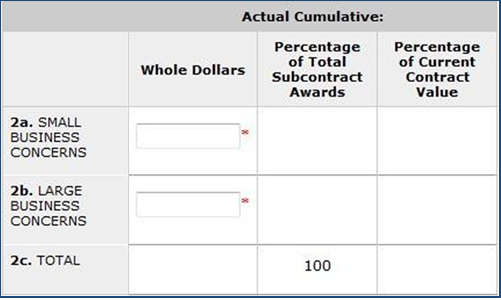 Actual Cumulative:
Whole Dollars
Percentage
of Total
Subcontract
Awards
Percentage
of Current
Contract
Value
2a. SMALL
BUSINESS
CONCERNS
*
2b. LARGE
BUSINESS
CONCERNS
*
2c. TOTAL
100